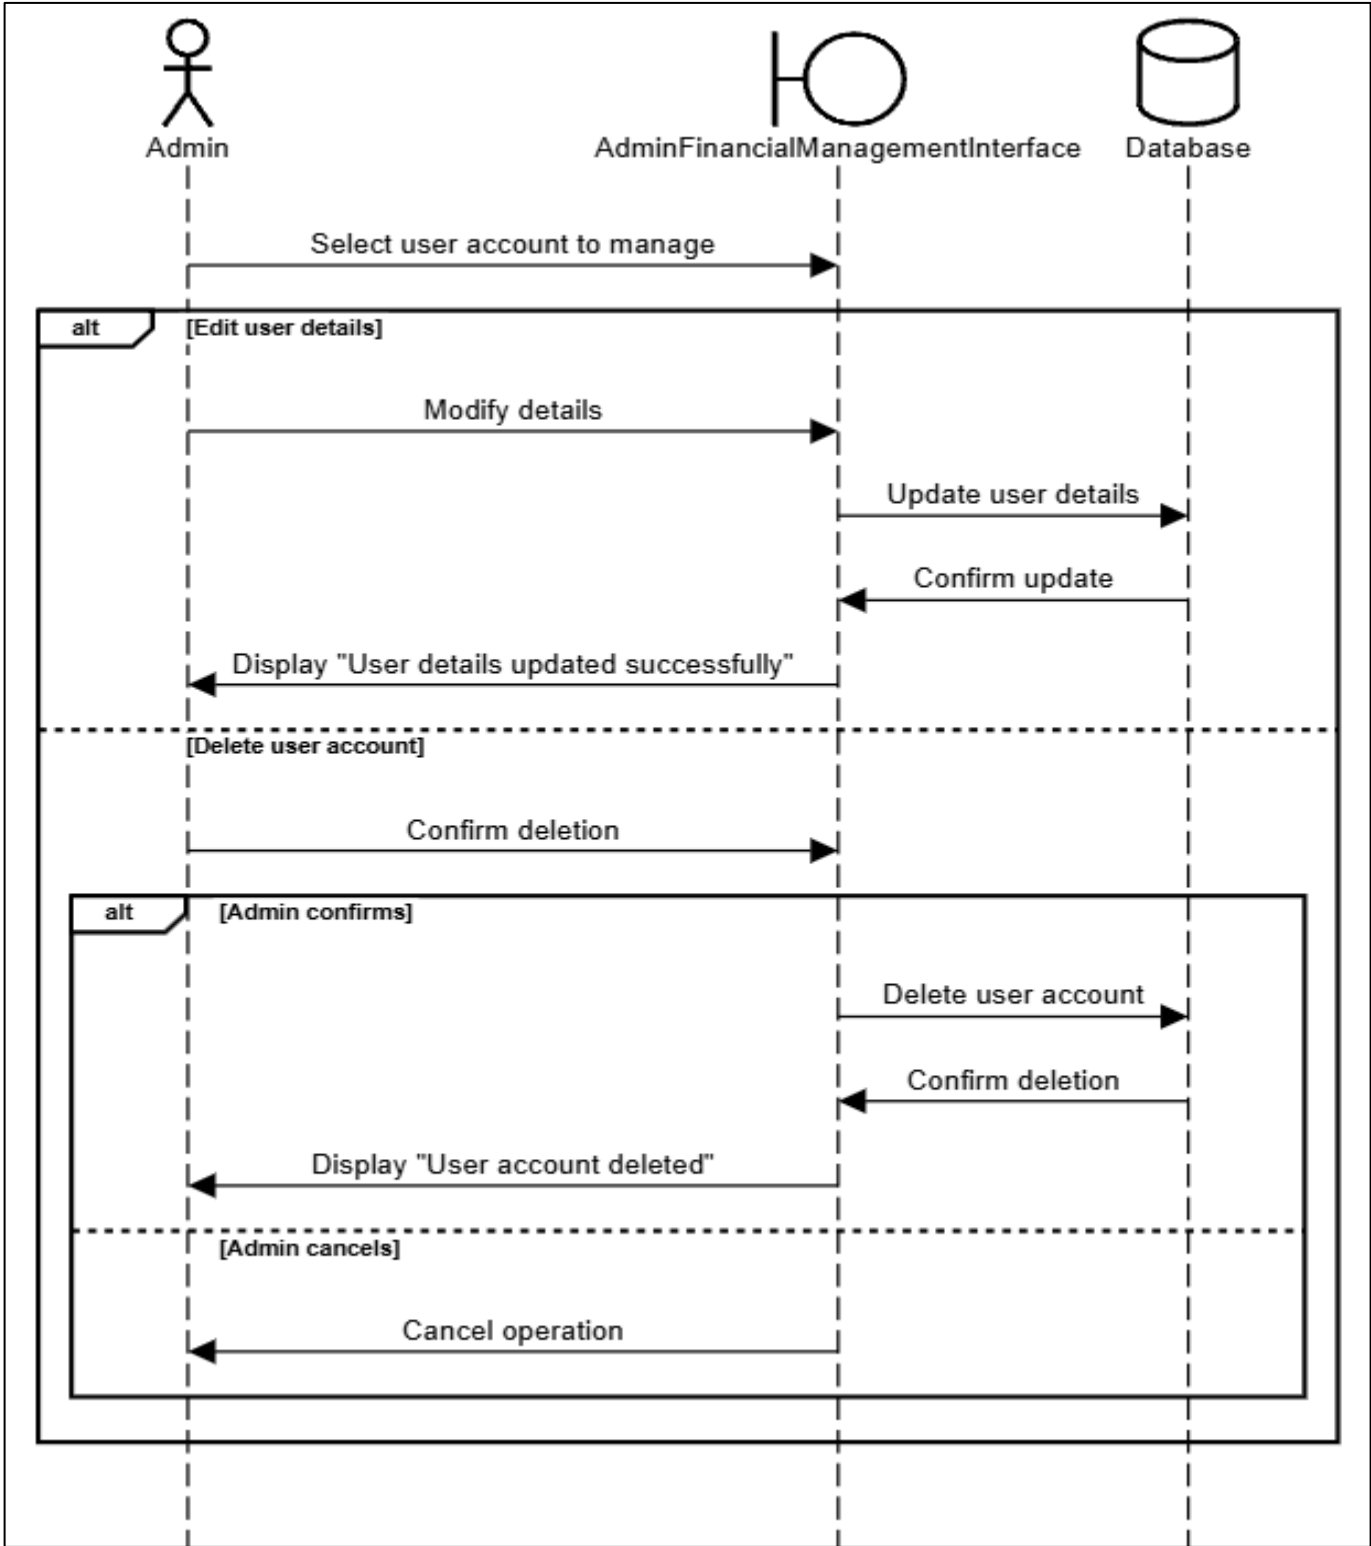 Admin
AdminFinancialManagementInterface
Database
Select user account to manage
alt
[Edit user details]
Modify details
Update user details
Confirm update
Display "User details updated successfully"
[Delete user account]
Confirm deletion
alt
[Admin confirms]
Delete user account
Confirm deletion
Display "User account deleted"
[Admin cancels]
Cancel operation